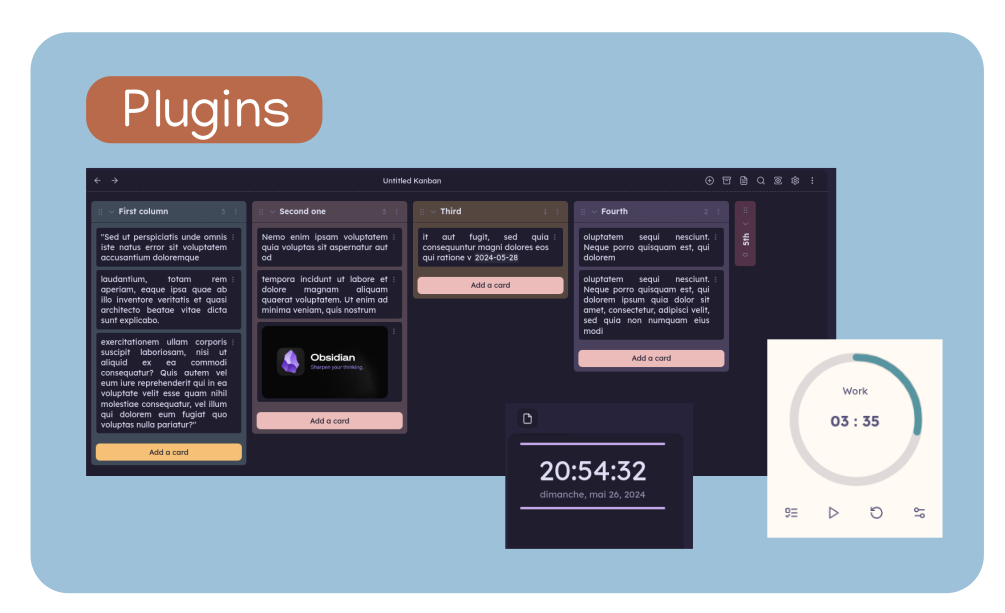 Plugins
Untitled Kanban
First column
3
"Sed ut perspiciatis unde omnis
iste natus error sit voluptatem
accusantium doloremque
laudantium, totam rem
aperiam, eaque ipsa quae ab
illo inventore veritatis et quasi
architecto beatae vitae dicta
sunt explicabo.
exercitationem ullam corporis
suscipit laboriosam, nisi ut
aliquid ex ea commodi
consequatur? Quis autem vel
eum iure reprehenderit qui in ea
voluptate velit esse quam nihil
molestiae consequatur, vel illum
qui dolorem eum fugiat quo
voluptas nulla pariatur?"
Add a card
Second one
3
Nemo enim ipsam voluptatem
quia voluptas sit aspernatur aut
od
tempora incidunt ut labore et
dolore magnam aliquam
quaerat voluptatem. Ut enim ad
minima veniam, quis nostrum
Obsidian
Sharpen your thinking.
Add a card
Third
1
it aut fugit, sed quia
consequuntur magni dolores eos
qui ratione v 2024-05-28
Add a card
Fourth
2
oluptatem sequi nesciunt.
Neque porro quisquam est, qui
dolorem
oluptatem sequi nesciunt.
Neque porro quisquam est, qui
dolorem ipsum quia dolor sit
amet, consectetur, adipisci velit,
sed quia non numquam eius
modi
Add a card
5th
0
20:54:32
dimanche, mai 26, 2024
Work
03 : 35